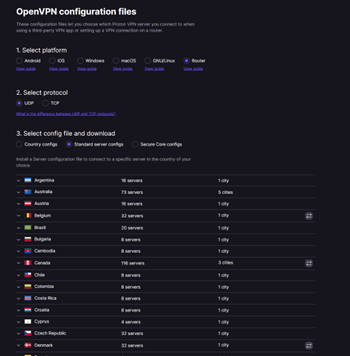 OpenVPN configuration files
These configuration files let you choose which Proton VPN server you connect to when
using a third-party VPN app or setting up a VPN connection on a router.
1. Select platform
Android iOS Windows macOS GNU/Linux Router
View guide View guide View guide View guide View guide View guide
2. Select protocol
UDP TCP
What is the difference between UDP and TCP protocols?
3. Select config file and download
Country configs Standard server configs Secure Core configs
Install a Server configuration file to connect to a specific server in the country of your
choice.
Argentina 16 servers 1 city
Australia 73 servers 5 cities
Austria 16 servers 1 city
Belgium 32 servers 1 city
Brazil 20 servers 1 city
Bulgaria 8 servers 1 city
Cambodia 8 servers 1 city
Canada 116 servers 3 cities
Chile 8 servers 1 city
Colombia 8 servers 1 city
Costa Rica 8 servers 1 city
Croatia 8 servers 1 city
Cyprus 4 servers 1 city
Czech Republic 32 servers 1 city
Denmark 32 servers 1 city